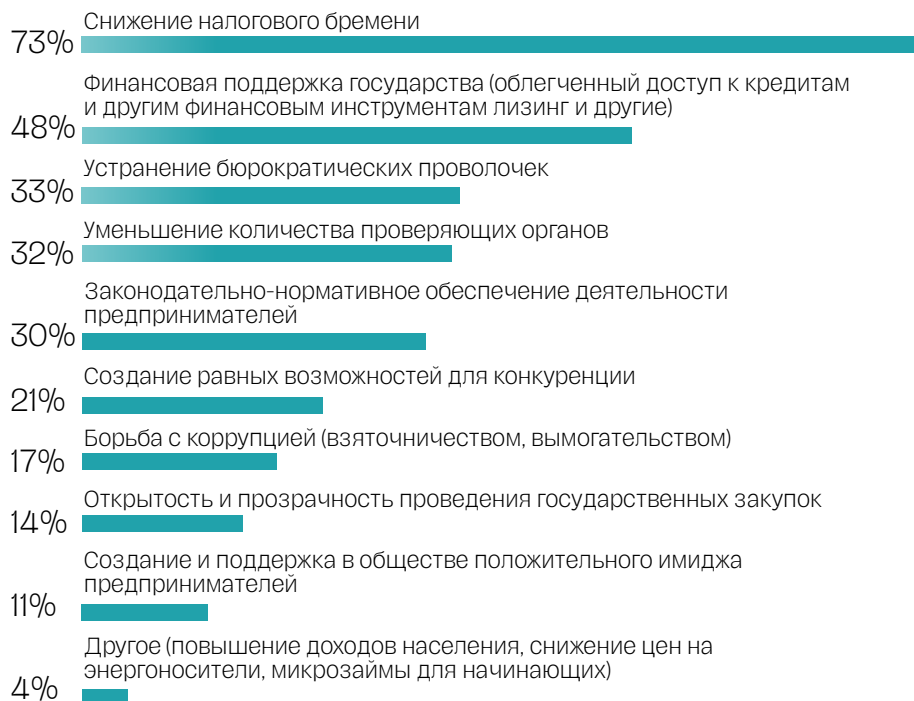 Снижение налогового бремени
73%
Финансовая поддержка государства (облегченный доступ к кредитам
и другим финансовым инструментам лизинг и другие)
48%
Устранение бюрократических проволочек
33%
Уменьшение количества проверяющих органов
32%
Законодательно-нормативное обеспечение деятельности
предпринимателей
30%
Создание равных возможностей для конкуренции
21%
Борьба с коррупцией (взяточничеством, вымогательством)
17%
Открытость и прозрачность проведения государственных закупок
14%
Создание и поддержка в обществе положительного имиджа
предпринимателей
11%
Другое (повышение доходов населения, снижение цен на
энергоносители, микрозаймы для начинающих)
4%